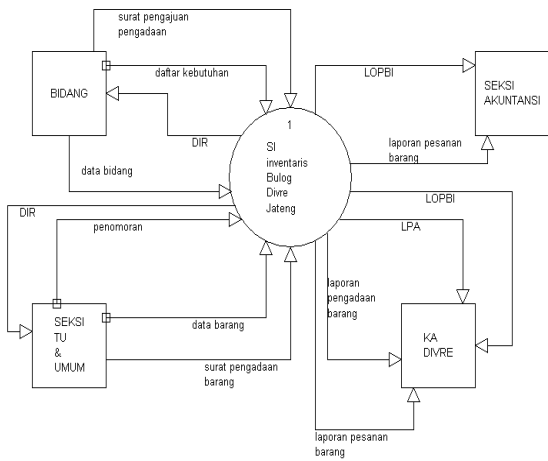 surat pengajuan
pengadaan
daftar kebutuhan
BIDANG
DIR
data bidang
DIR
penomoran
1
SI
inventaris
Bulog
Divre
Jateng
LOPBI
SEKSI
AKUNTANSI
laporan pesanan
barang
LOPBI
LPA
laporan
pengadaan
barang
SEKSI
TU
&
UMUM
data barang
surat pengadaan
barang
KA
DIVRE
laporan pesanan
barang